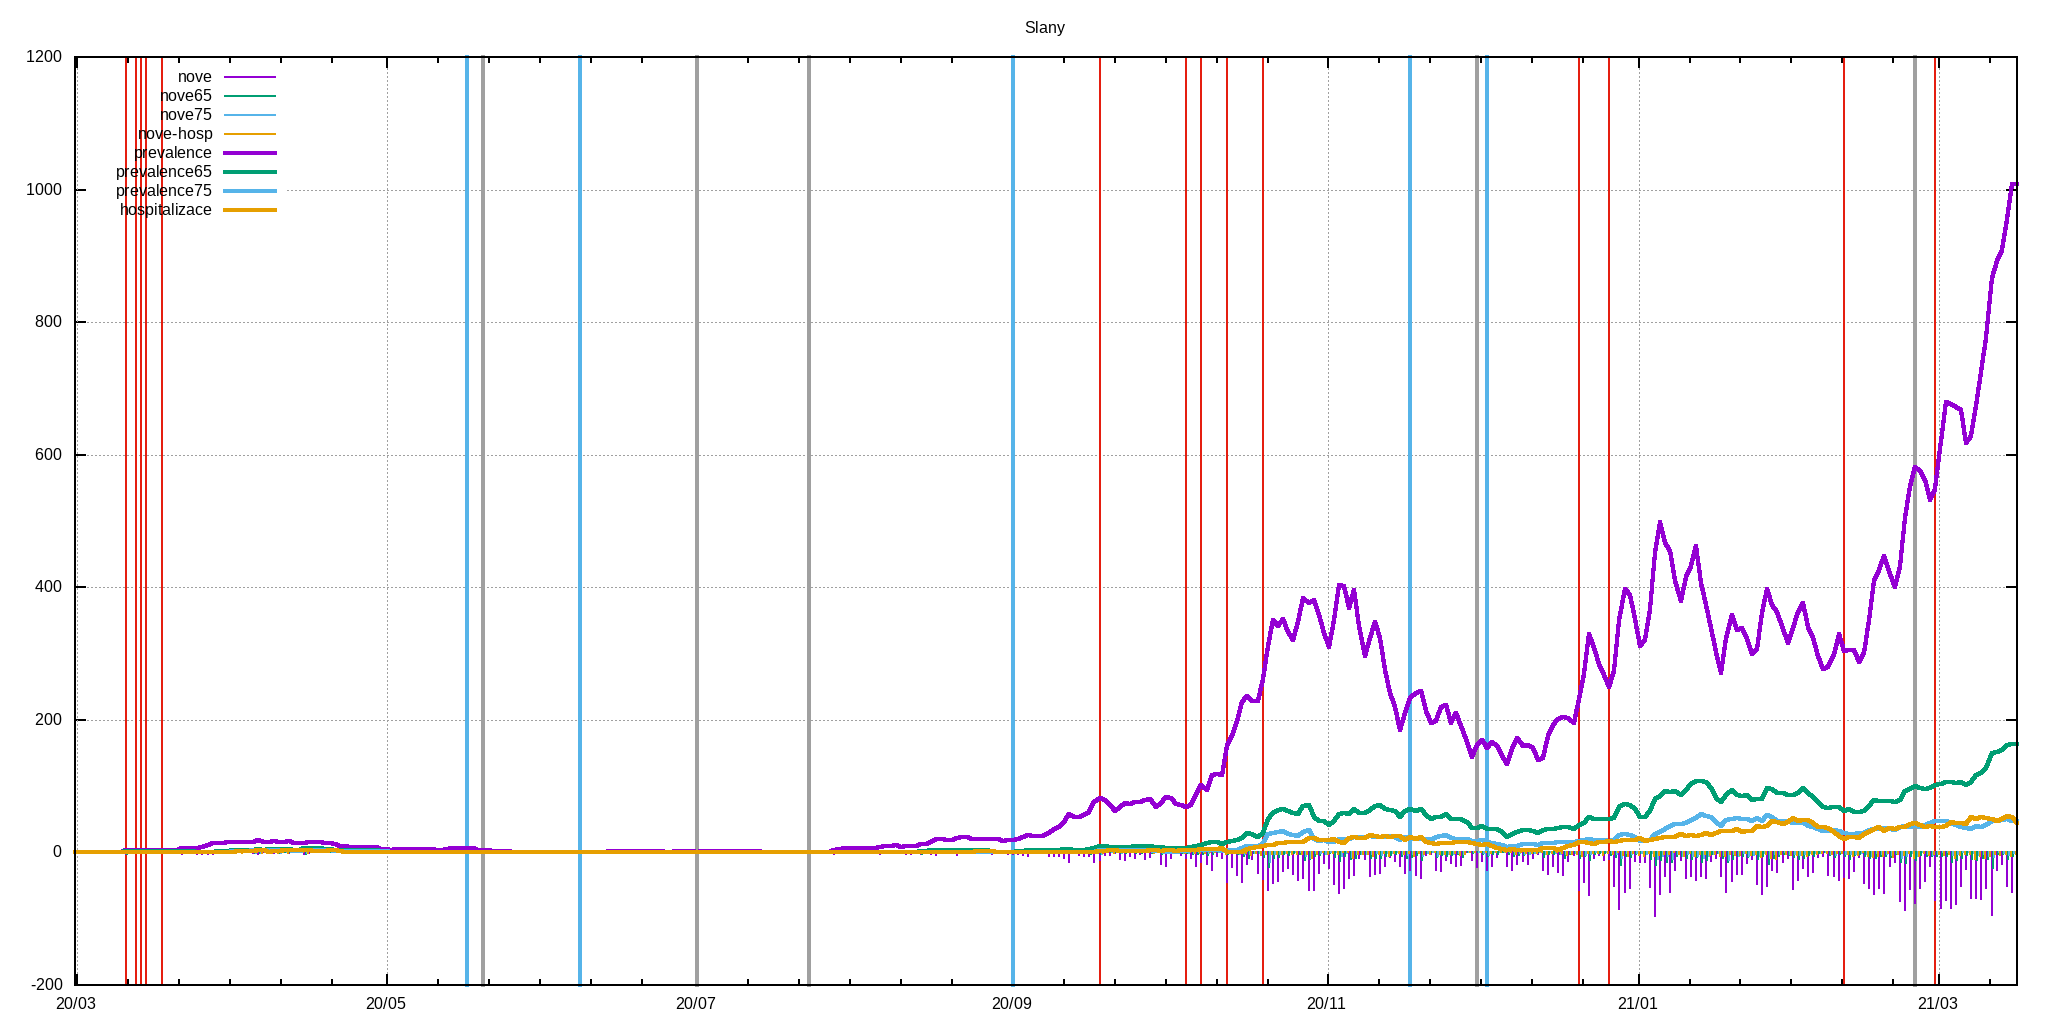 Slany
1200
nove
nove65
nove75
nove-hosp
prevalence
prevalence65
prevalence75
hospitalizace
1000
800
600
400
200
0
-200
20/03 20/05 20/07 20/09 20/11 21/01 21/03